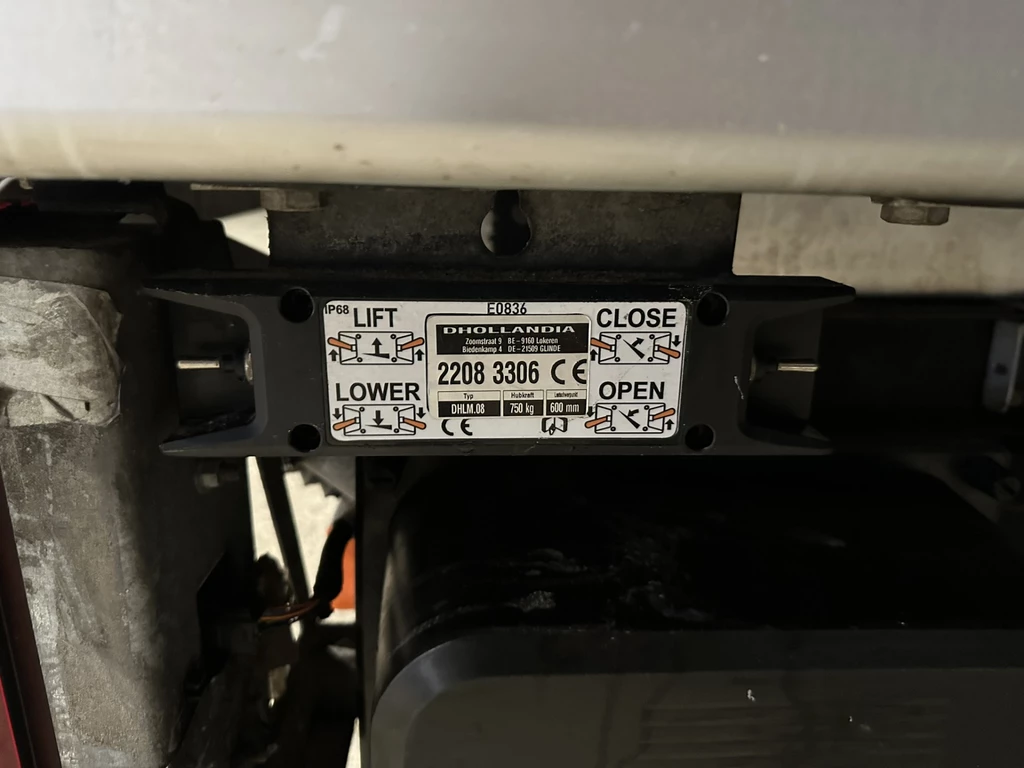 IP68
E0836
LIFT
CLOSE
LOWER
OPEN
DHOLLANDIA
Zoomstraat 9 BE - 9160 Lokeren
Biedenkamp 4 DE - 21509 GLINDE
2208 3306 CE
Typ Hubkraft Lastschwerpunkt
DHLM.08 750 kg 600 mm
CE